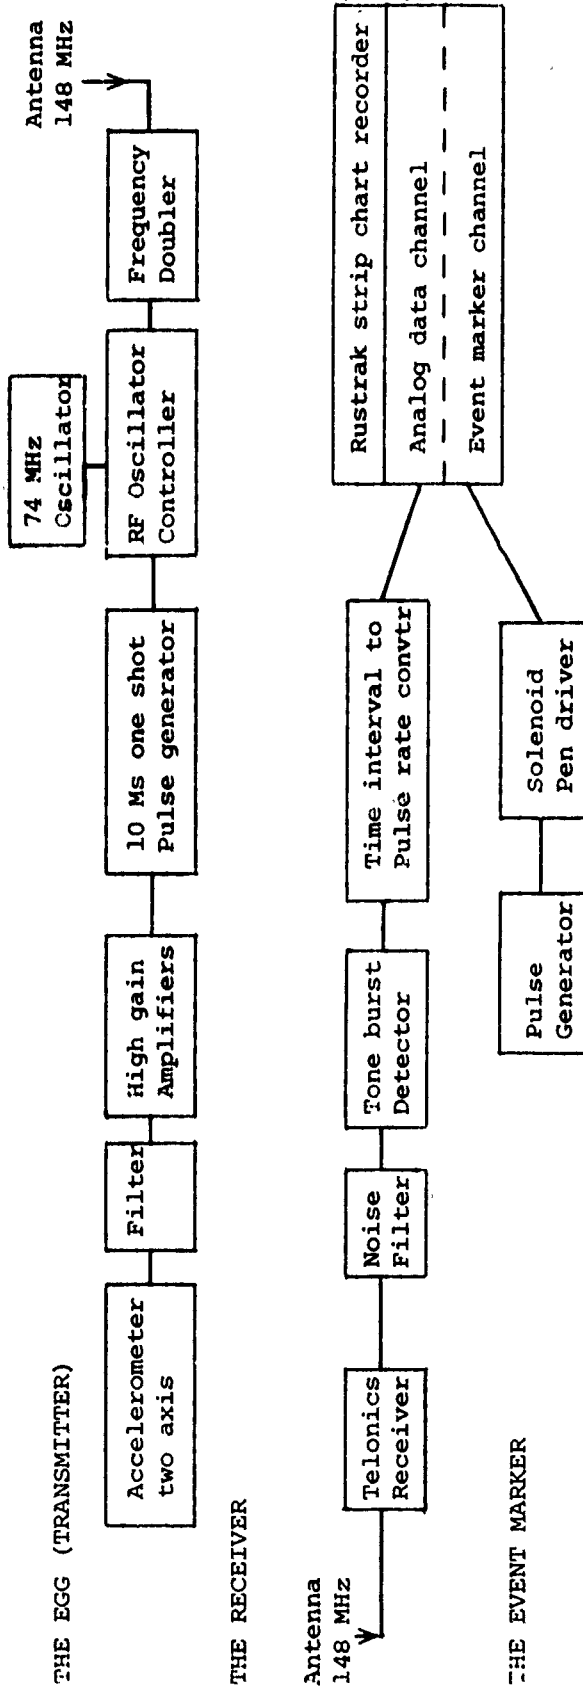 THE EGG (TRANSMITTER)
Accelerometer
two axis
Filter
High gain
Amplifiers
10 Ms one shot
Pulse generator
74 MHz
Oscillator
RF Oscillator
Controller
Frequency
Doubler
Antenna
148 MHz
THE RECEIVER
Antenna
148 MHz
Telonics
Receiver
Noise
Filter
Tone burst
Detector
Time interval to
Pulse rate convtr
Rustrak strip chart recorder
Analog data channel
Event marker channel
THE EVENT MARKER
Pulse
Generator
Solenoid
Pen driver